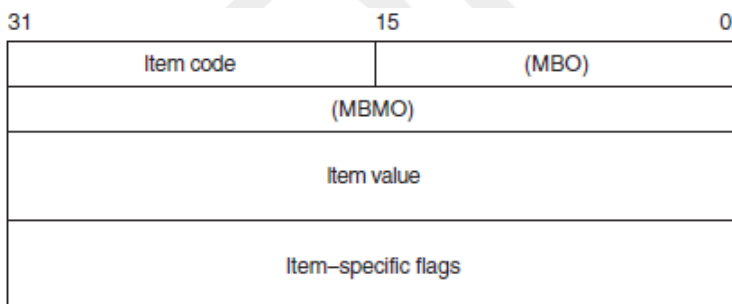 31 15 0
Item code (MBO)
(MBMO)
Item value
Item–specific flags